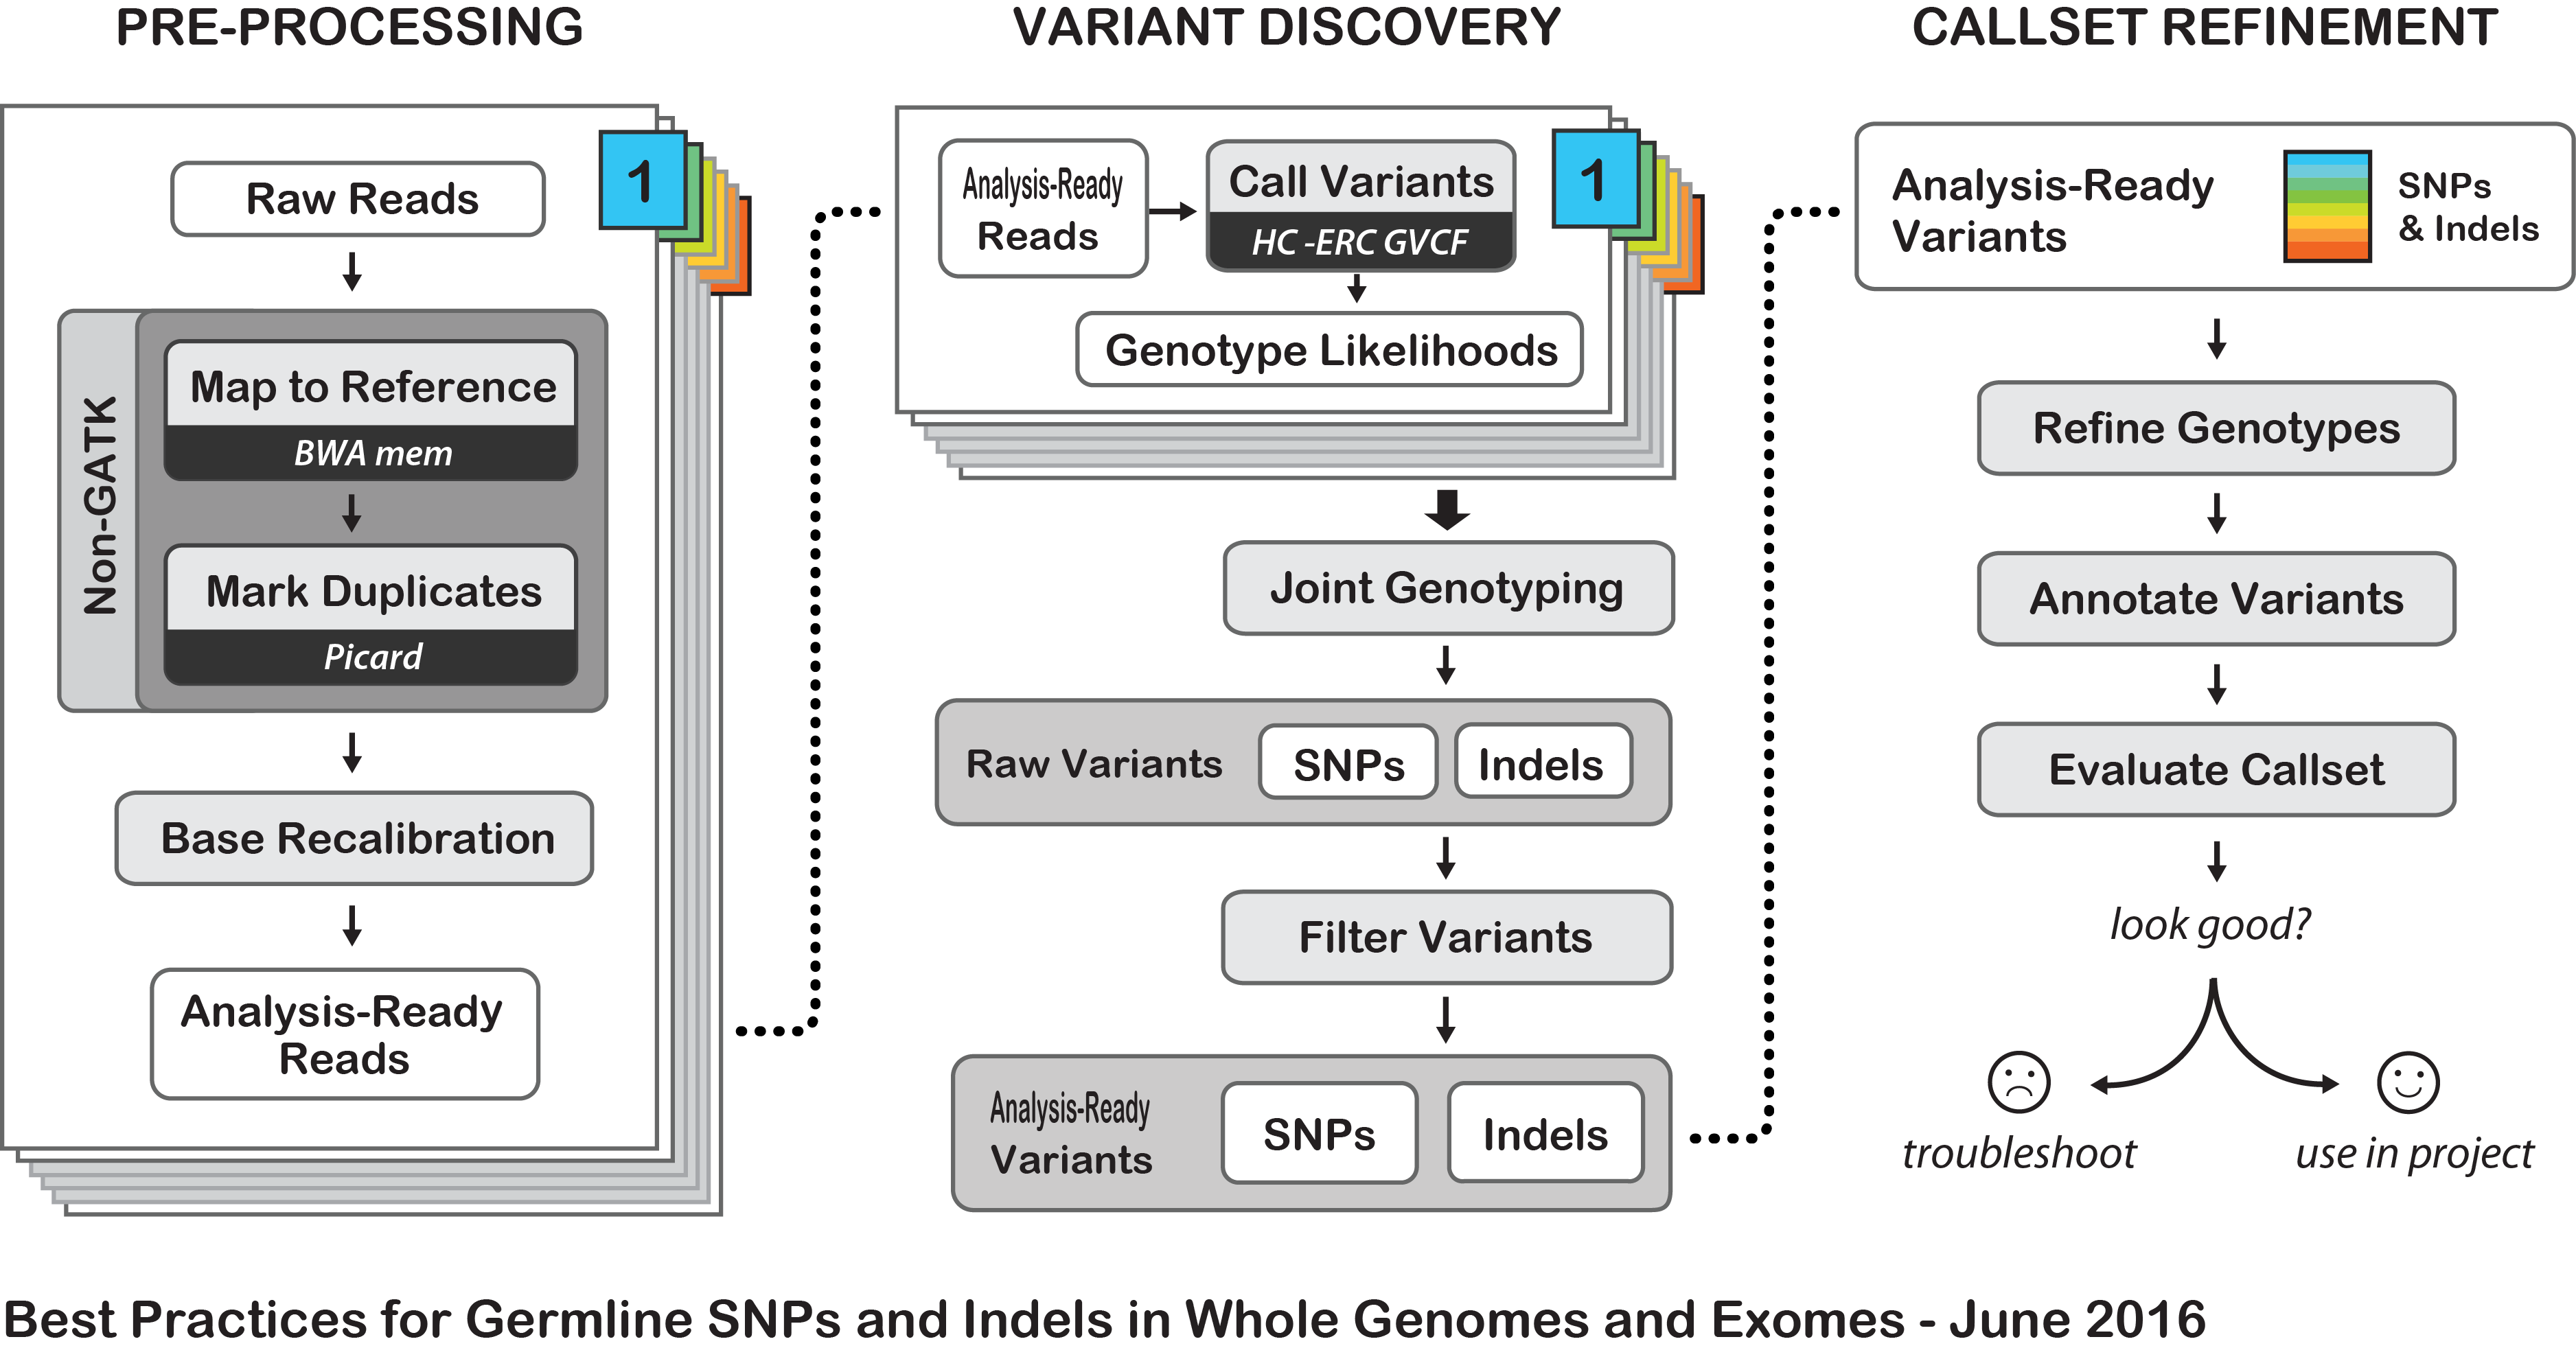 PRE-PROCESSING
Raw Reads
1
Non-GATK
Map to Reference
BWA mem
Mark Duplicates
Picard
Base Recalibration
Analysis-Ready
Reads
VARIANT DISCOVERY
Analysis-Ready
Reads
Call Variants
HC -ERC GVCF
1
Genotype Likelihoods
Joint Genotyping
Raw Variants
SNPs
Indels
Filter Variants
Analysis-Ready
Variants
SNPs
Indels
CALLSET REFINEMENT
Analysis-Ready
Variants
SNPs
& Indels
Refine Genotypes
Annotate Variants
Evaluate Callset
look good?
troubleshoot
use in project
Best Practices for Germline SNPs and Indels in Whole Genomes and Exomes - June 2016